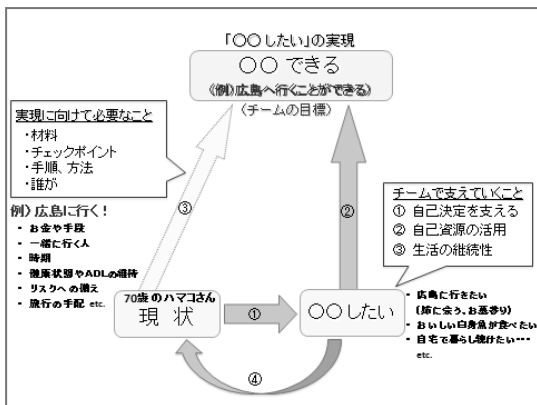 「〇〇したい」の実現
〇〇 できる
(例)広島へ行くことができる)
(チームの目標)
実現に向けて必要なこと
・材料
・チェックポイント
・手順、方法
・誰が
③
②
例) 広島に行く!
・お金や手段
・一緒に行く人
・時期
・健康状態やADLの維持
・リスクへの備え
・旅行の手配 etc.
チームで支えていくこと
① 自己決定を支える
② 自己資源の活用
③ 生活の継続性
70歳のハマコさん
現 状
①
〇〇したい
・広島に行きたい
(姉に会う、お墓参り)
・おいしい白身魚が食べたい
・自宅で暮らし続けたい…
etc.
④